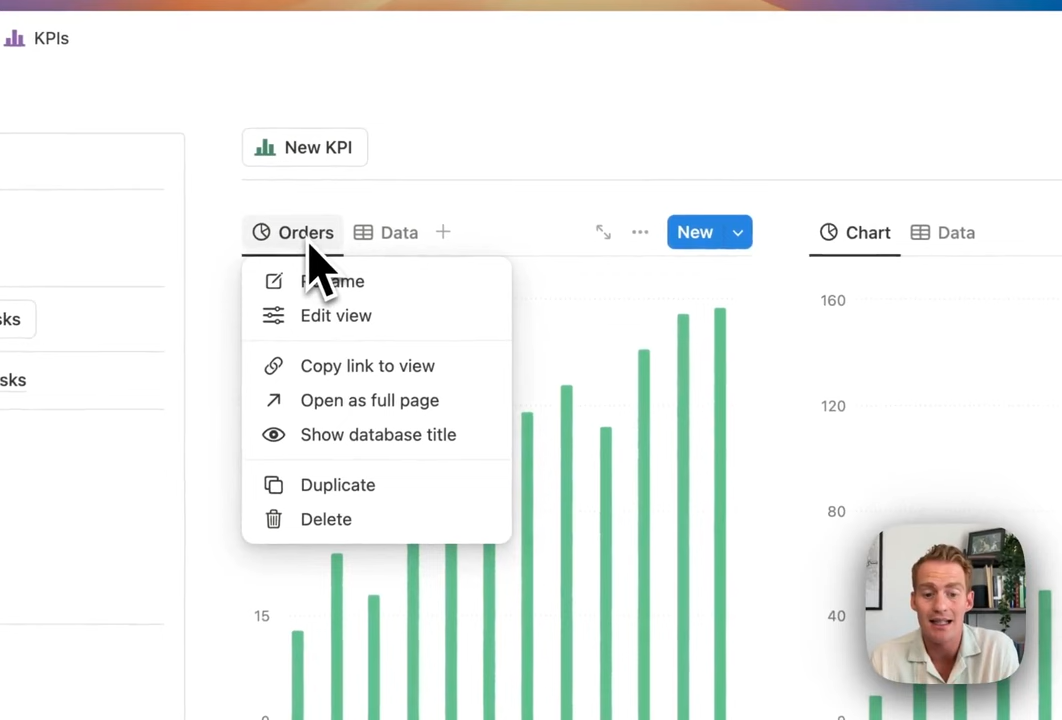 KPIs
New KPI
Orders
Data
New
Chart
Data
Edit view
Copy link to view
Open as full page
Show database title
Duplicate
Delete
sks
sks
15
160
120
80
40